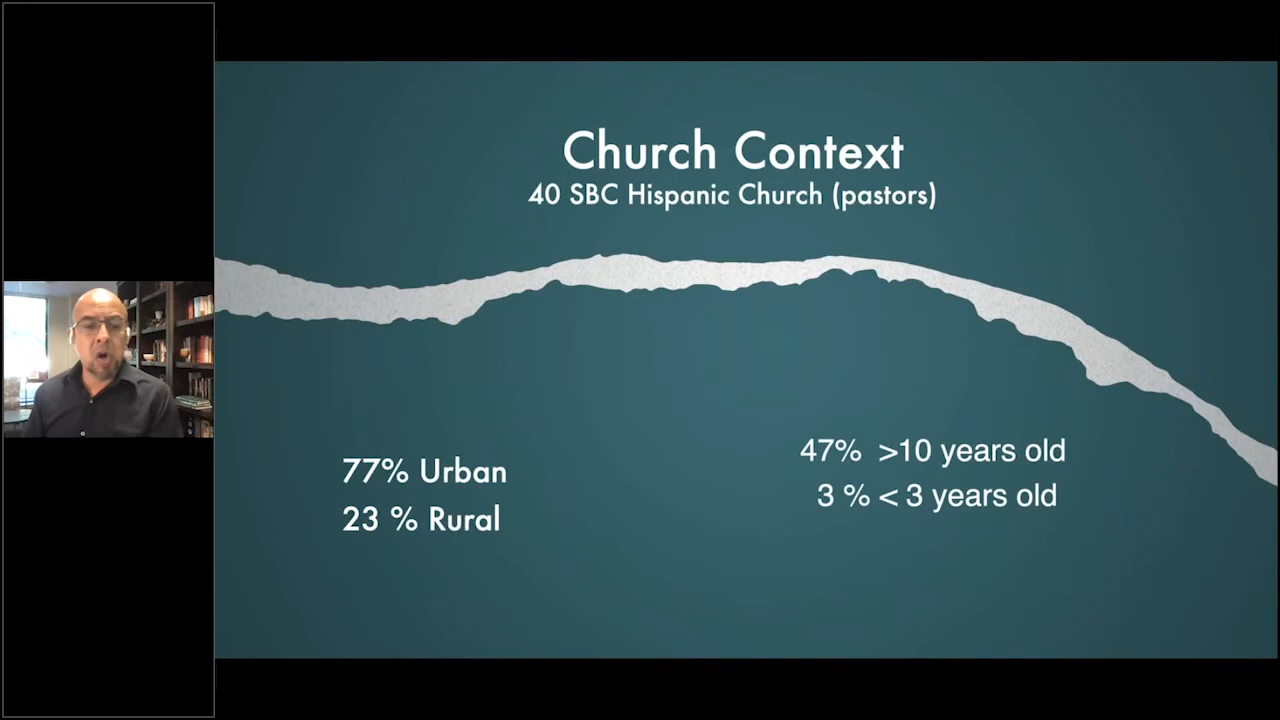 Church Context
40 SBC Hispanic Church (pastors)
77% Urban
23 % Rural
47% >10 years old
3 % < 3 years old